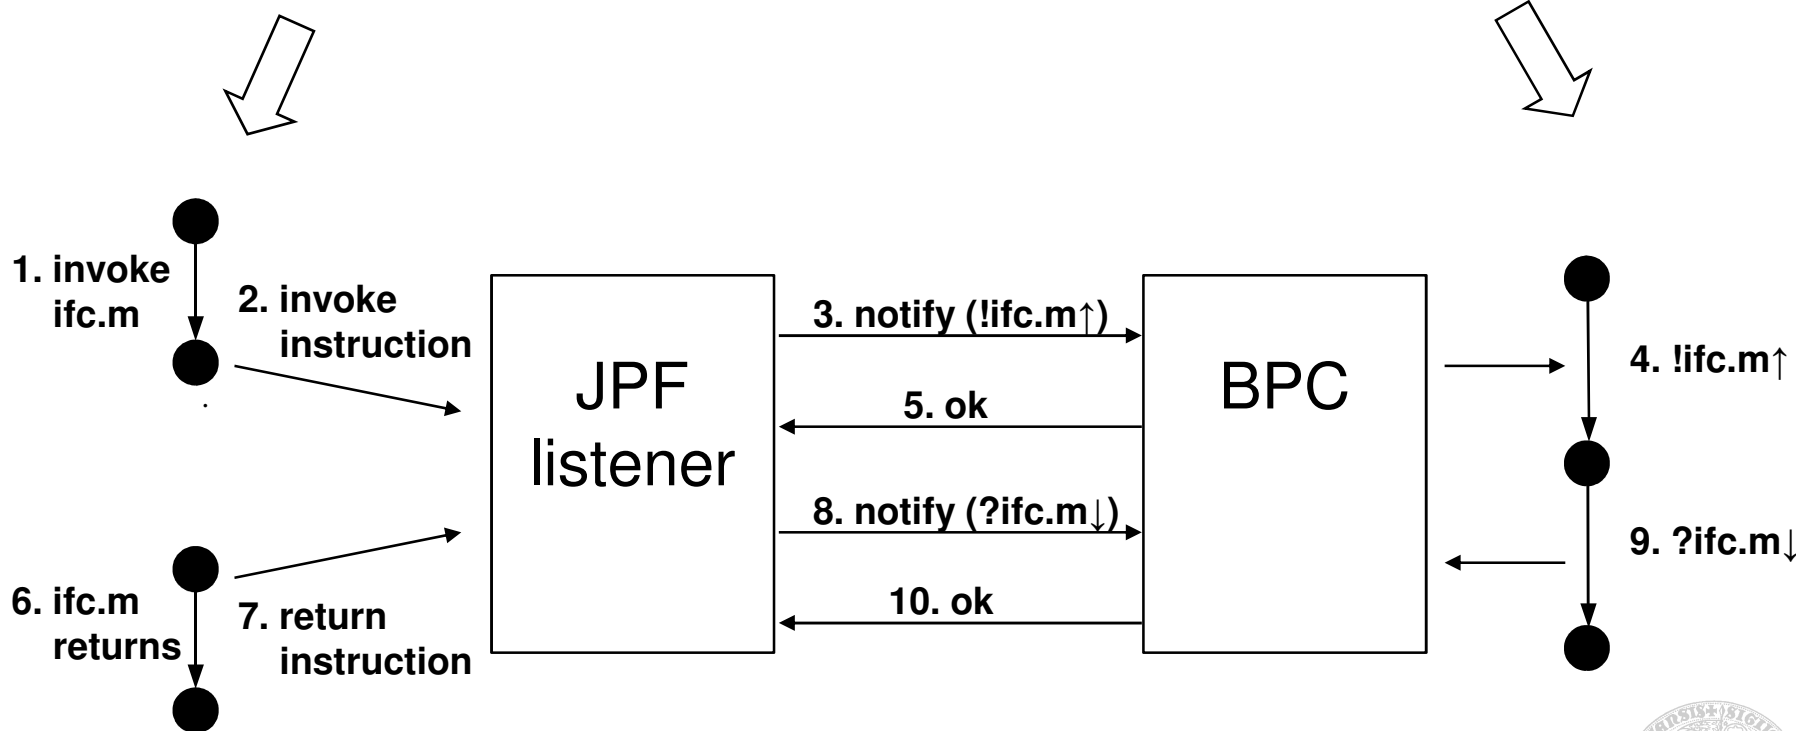 1. invoke
ifc.m
2. invoke
instruction
JPF
listener
3. notify (!ifc.m↑)
5. ok
8. notify (?ifc.m↓)
10. ok
BPC
4. !ifc.m↑
9. ?ifc.m↓
6. ifc.m
returns
7. return
instruction